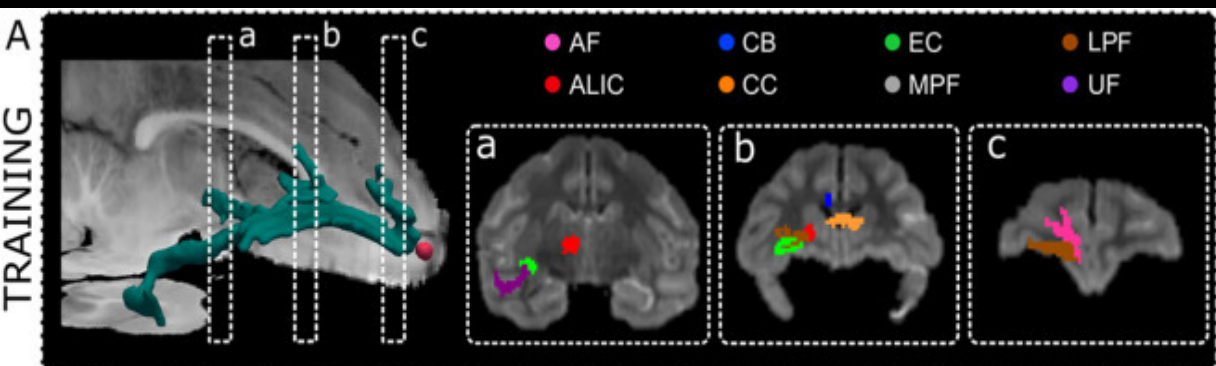 A
TRAINING
a b c
AF CB EC LPF
ALIC CC MPF UF
a b c